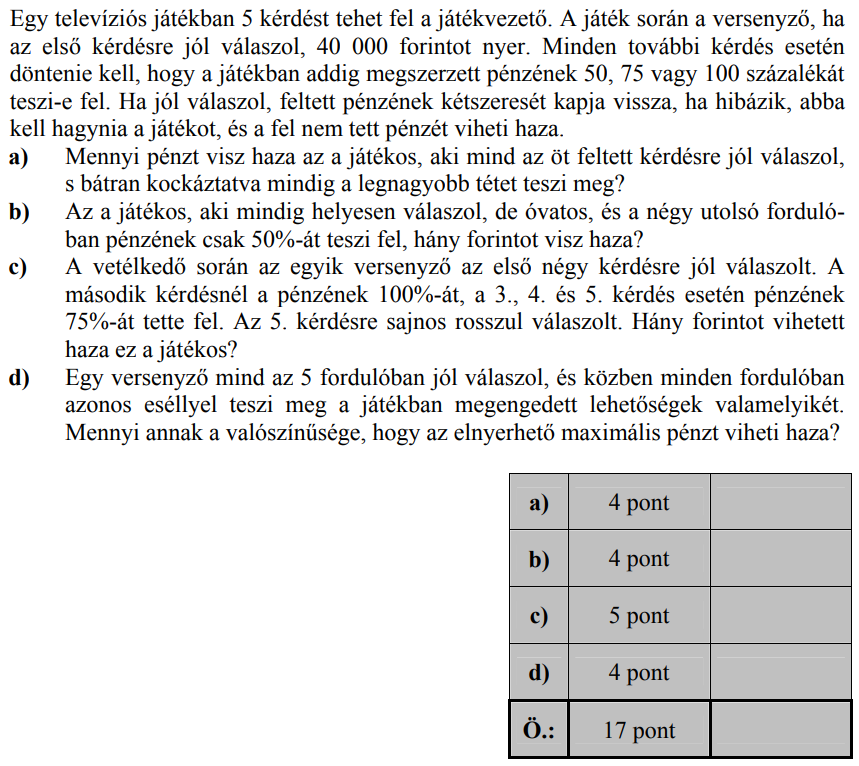 Egy televíziós játékban 5 kérdést tehet fel a játékvezető. A játék során a versenyző, ha
az első kérdésre jól válaszol, 40 000 forintot nyer. Minden további kérdés esetén
döntenie kell, hogy a játékban addig megszerzett pénzének 50, 75 vagy 100 százalékát
teszi-e fel. Ha jól válaszol, feltett pénzének kétszeresét kapja vissza, ha hibázik, abba
kell hagynia a játékot, és a fel nem tett pénzét viheti haza.
a) Mennyi pénzt visz haza az a játékos, aki mind az öt feltett kérdésre jól válaszol,
s bátran kockáztatva mindig a legnagyobb tétet teszi meg?
b) Az a játékos, aki mindig helyesen válaszol, de óvatos, és a négy utolsó forduló-
ban pénzének csak 50%-át teszi fel, hány forintot visz haza?
c) A vetélkedő során az egyik versenyző az első négy kérdésre jól válaszolt. A
második kérdésnél a pénzének 100%-át, a 3., 4. és 5. kérdés esetén pénzének
75%-át tette fel. Az 5. kérdésre sajnos rosszul válaszolt. Hány forintot vihetett
haza ez a játékos?
d) Egy versenyző mind az 5 fordulóban jól válaszol, és közben minden fordulóban
azonos eséllyel teszi meg a játékban megengedett lehetőségek valamelyikét.
Mennyi annak a valószínűsége, hogy az elnyerhető maximális pénzt viheti haza?
a) 4 pont
b) 4 pont
c) 5 pont
d) 4 pont
Ö.: 17 pont